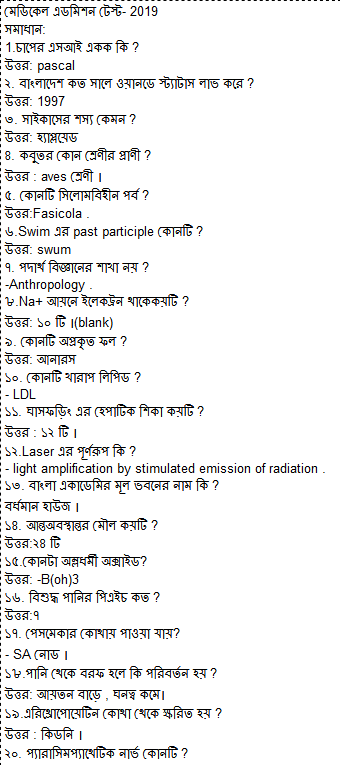 মেডিকেল এডমিশন টেস্ট- 2019
সমাধান:
1.চাপের এসআই একক কি ?
উত্তর: pascal
২. বাংলাদেশ কত সালে ওয়ানডে স্ট্যাটাস লাভ করে ?
উত্তর: 1997
৩. সাইকাসের শস্য কেমন ?
উত্তর: হ্যাপ্লয়েড
৪. কবুতর কোন শ্রেণীর প্রাণী ?
উত্তর : aves শ্রেণী ।
৫. কোনটি সিলোমবিহীন পর্ব ?
উত্তর:Fasicola .
৬.Swim এর past participle কোনটি ?
উত্তর: swum
৭. পদার্থ বিজ্ঞানের শাখা নয় ?
-Anthropology .
৮.Na+ আয়নে ইলেকট্রন থাকেকয়টি ?
উত্তর: ১০ টি ।(blank)
৯. কোনটি অপ্রকৃত ফল ?
উত্তর: আনারস
১০. কোনটি খারাপ লিপিড ?
- LDL
১১. ঘাসফড়িং এর হেপাটিক শিকা কয়টি ?
উত্তর : ১২ টি ।
১২.Laser এর পূর্ণরূপ কি ?
- light amplification by stimulated emission of radiation .
১৩. বাংলা একাডেমির মূল ভবনের নাম কি ?
বর্ধমান হাউজ ।
১৪. আন্তঅবস্থান্তর মৌল কয়টি ?
উত্তর:২৪ টি
১৫.কোনটা অম্লধর্মী অক্সাইড?
উত্তর: -B(oh)3
১৬. বিশুদ্ধ পানির পিএইচ কত ?
উত্তর:৭
১৭. পেসমেকার কোথায় পাওয়া যায়?
- SA নোড ।
১৮.পানি থেকে বরফ হলে কি পরিবর্তন হয় ?
উত্তর: আয়তন বাড়ে , ঘনত্ব কমে।
১৯.এরিথ্রোপোয়েটিন কোথা থেকে ক্ষরিত হয় ?
উত্তর : কিডনি ।
২০. প্যারাসিমপ্যাথেটিক নার্ভ কোনটি ?